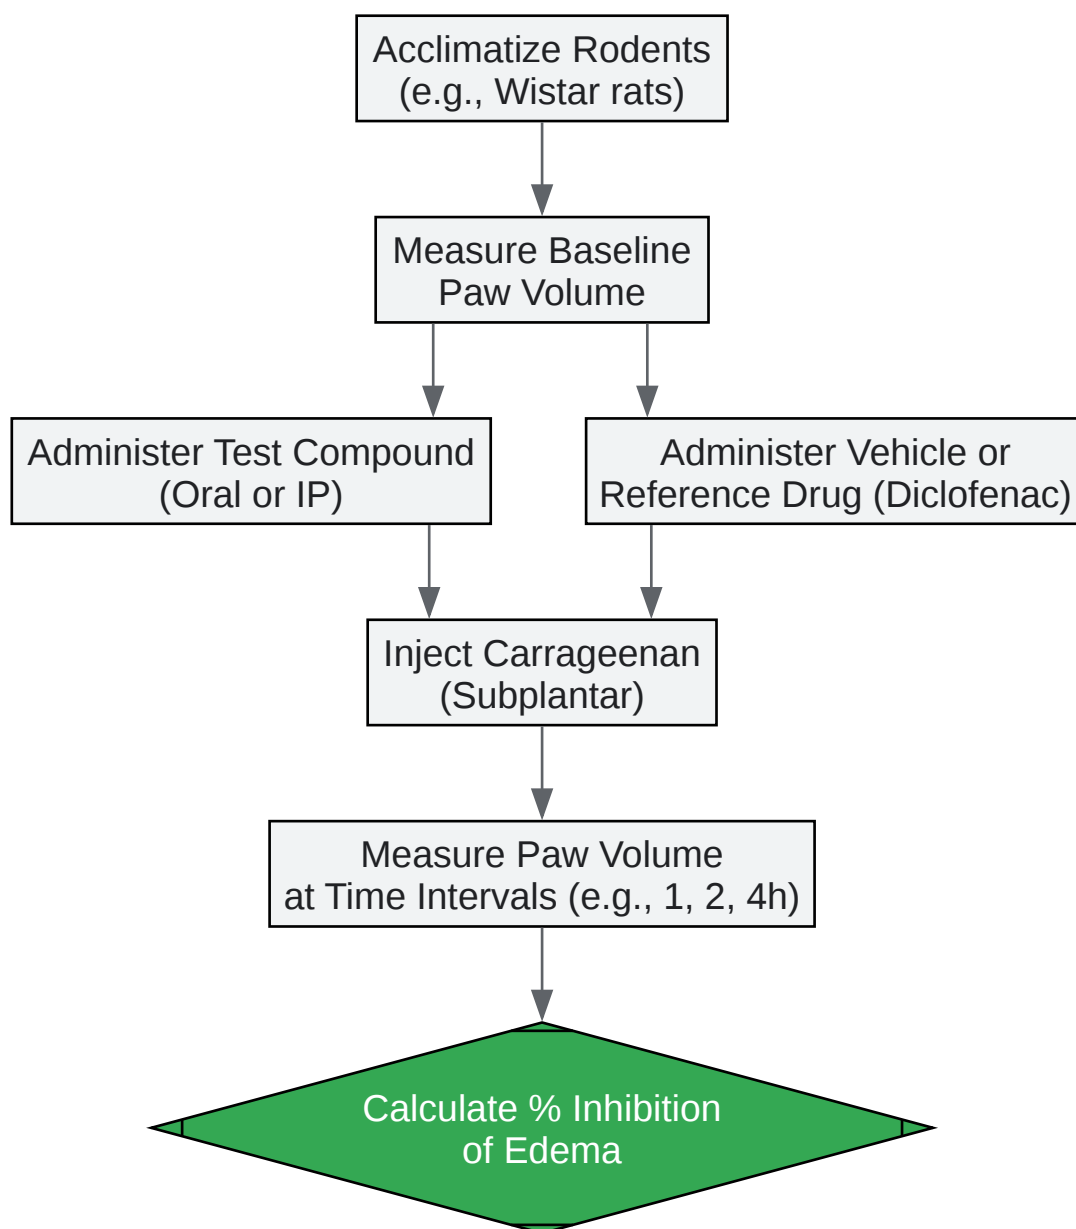 Acclimatize Rodents
(e.g., Wistar rats)
Measure Baseline
Paw Volume
Administer Test Compound
(Oral or IP)
Administer Vehicle or
Reference Drug (Diclofenac)
Inject Carrageenan
(Subplantar)
Measure Paw Volume
at Time Intervals (e.g., 1, 2, 4h)
Calculate % Inhibition
of Edema